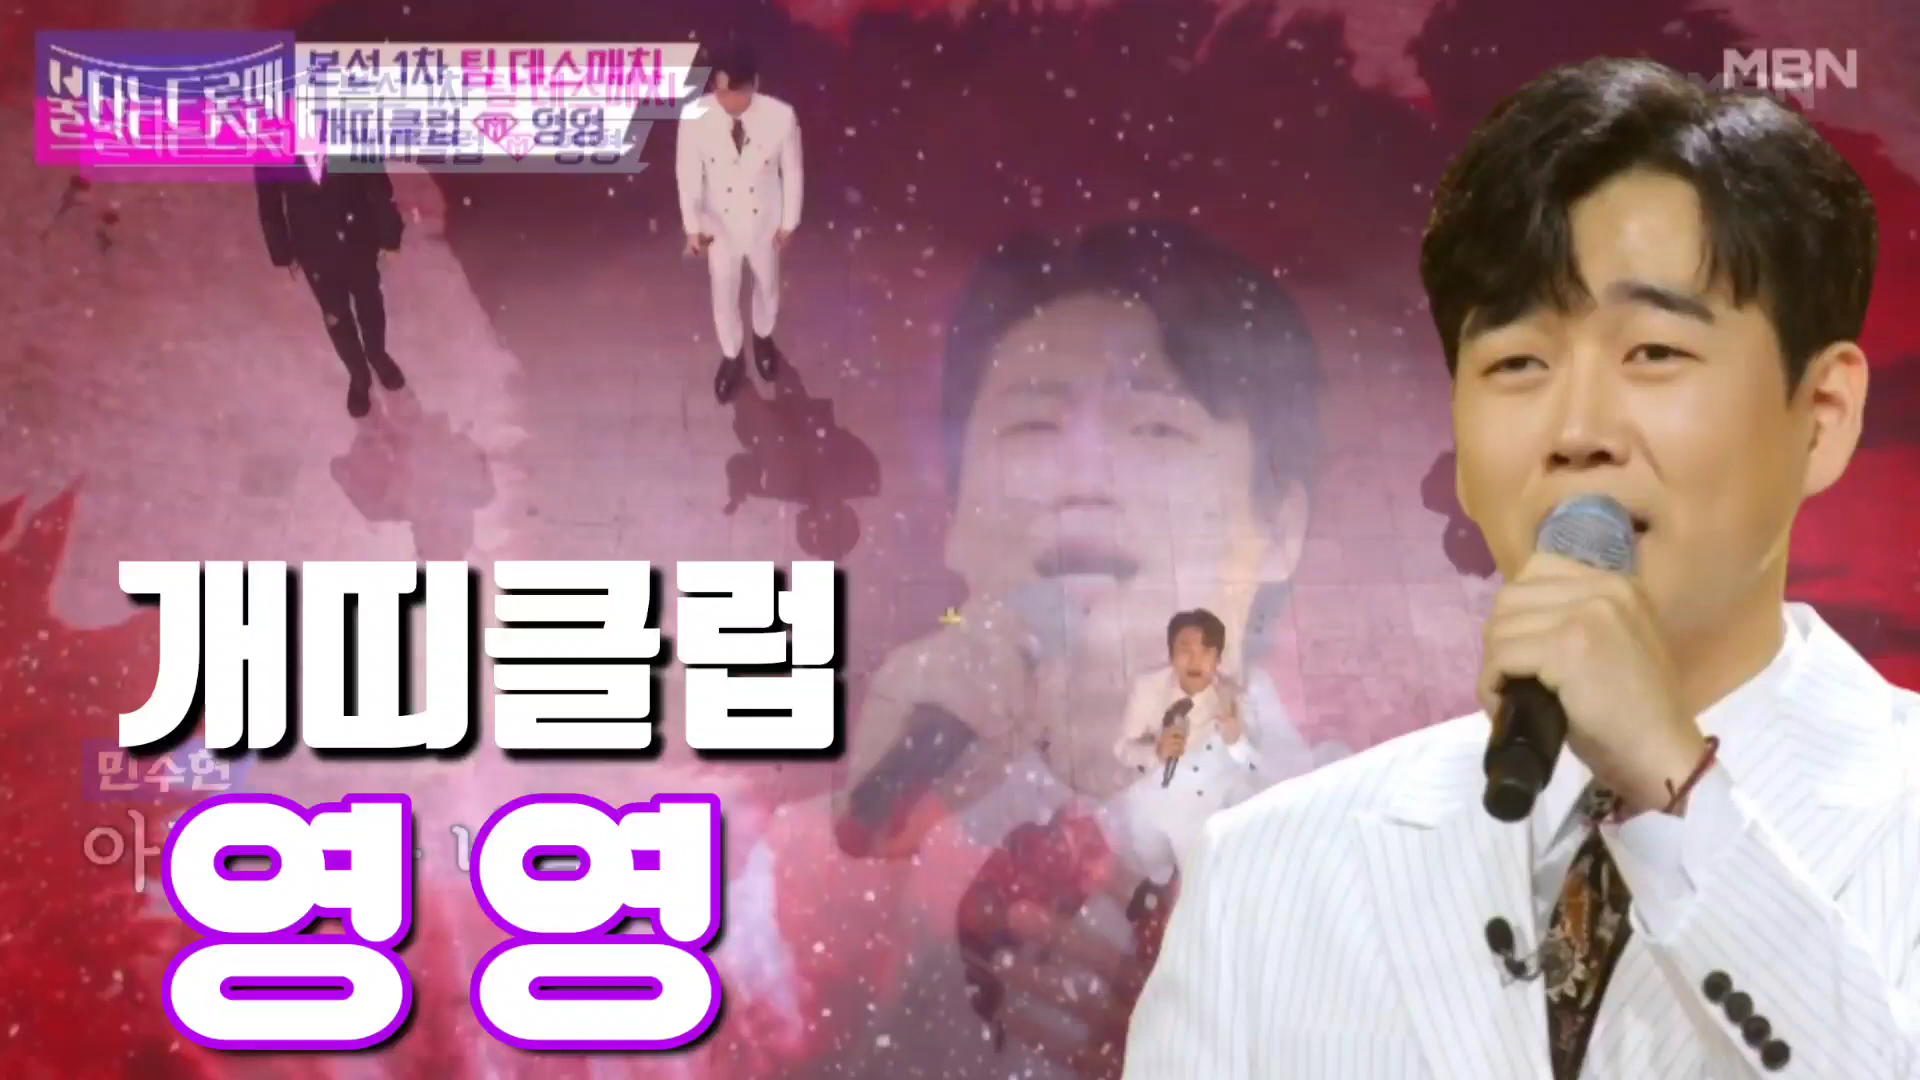 불타는 트롯맨
본선 1차 팀 데스매치
개띠클럽 영영
MBN
개띠클럽
민수현
영영